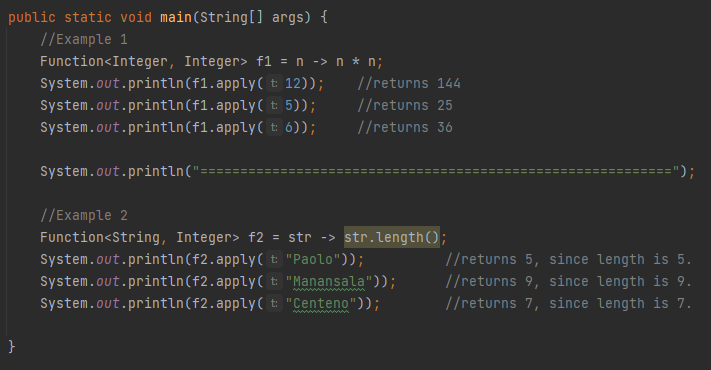 public static void main(String[] args) {
//Example 1
Function<Integer, Integer> f1 = n -> n * n;
System.out.println(f1.apply( t: 12)); //returns 144
System.out.println(f1.apply( t: 5)); //returns 25
System.out.println(f1.apply( t: 6)); //returns 36
System.out.println("===========================================================");
//Example 2
Function<String, Integer> f2 = str -> str.length();
System.out.println(f2.apply( t: "Paolo")); //returns 5, since length is 5.
System.out.println(f2.apply( t: "Manansala")); //returns 9, since length is 9.
System.out.println(f2.apply( t: "Centeno")); //returns 7, since length is 7.
}